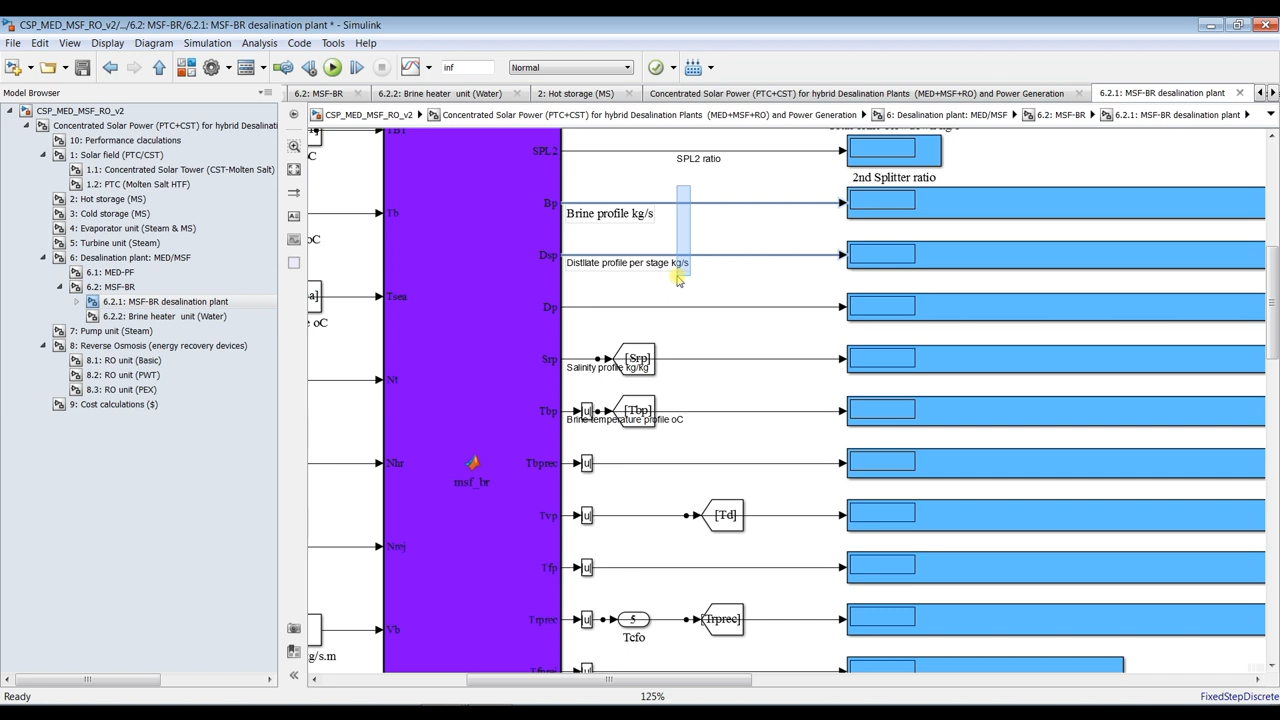 CSP_MED_MSF_RO_v2/.../6.2: MSF-BR/6.2.1: MSF-BR desalination plant * - Simulink
File Edit View Display Diagram Simulation Analysis Code Tools Help
inf Normal
Model Browser
6.2: MSF-BR 6.2.2: Brine heater unit (Water) 2: Hot storage (MS) Concentrated Solar Power (PTC+CST) for hybrid Desalination Plants (MED+MSF+RO) and Power Generation 6.2.1: MSF-BR desalination plant
CSP_MED_MSF_RO_v2 Concentrated Solar Power (PTC+CST) for hybrid Desalination Plants (MED+MSF+RO) and Power Generation 6: Desalination plant: MED/MSF 6.2: MSF-BR 6.2.1: MSF-BR desalination plant
CSP_MED_MSF_RO_v2
Concentrated Solar Power (PTC+CST) for hybrid Desalinati
10: Performance claculations
1: Solar field (PTC/CST)
1.1: Concentrated Solar Tower (CST-Molten Salt)
1.2: PTC (Molten Salt HTF)
2: Hot storage (MS)
3: Cold storage (MS)
4: Evaporator unit (Steam & MS)
5: Turbine unit (Steam)
6: Desalination plant: MED/MSF
6.1: MED-PF
6.2: MSF-BR
6.2.1: MSF-BR desalination plant
6.2.2: Brine heater unit (Water)
7: Pump unit (Steam)
8: Reverse Osmosis (energy recovery devices)
8.1: RO unit (Basic)
8.2: RO unit (PWT)
8.3: RO unit (PEX)
9: Cost calculations ($)
C
TBT
Tb
oC
a]
Tsea
oC
Nt
Nhr
msf_br
Nrej
Vb
g/s.m
SPL2
SPL2 ratio
2nd Splitter ratio
Bp
Brine profile kg/s
Dsp
Distllate profile per stage kg/s
Dp
Srp
[Srp]
Salinity profile kg/kg
Tbp
u
[Tbp]
Brine temperature profile oC
Tbprec
u
Tvp
u
[Td]
Tfp
u
Trprec
u
5
[Trprec]
Tcfo
u
Ready
125%
FixedStepDiscrete